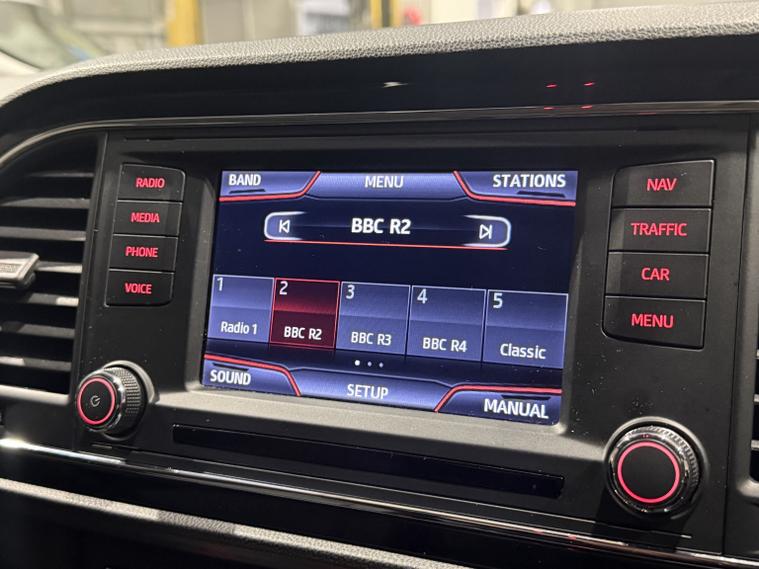 RADIO
MEDIA
PHONE
VOICE
BAND
MENU
STATIONS
BBC R2
1
Radio 1
2
BBC R2
3
BBC R3
4
BBC R4
5
Classic
SOUND
SETUP
MANUAL
NAV
TRAFFIC
CAR
MENU